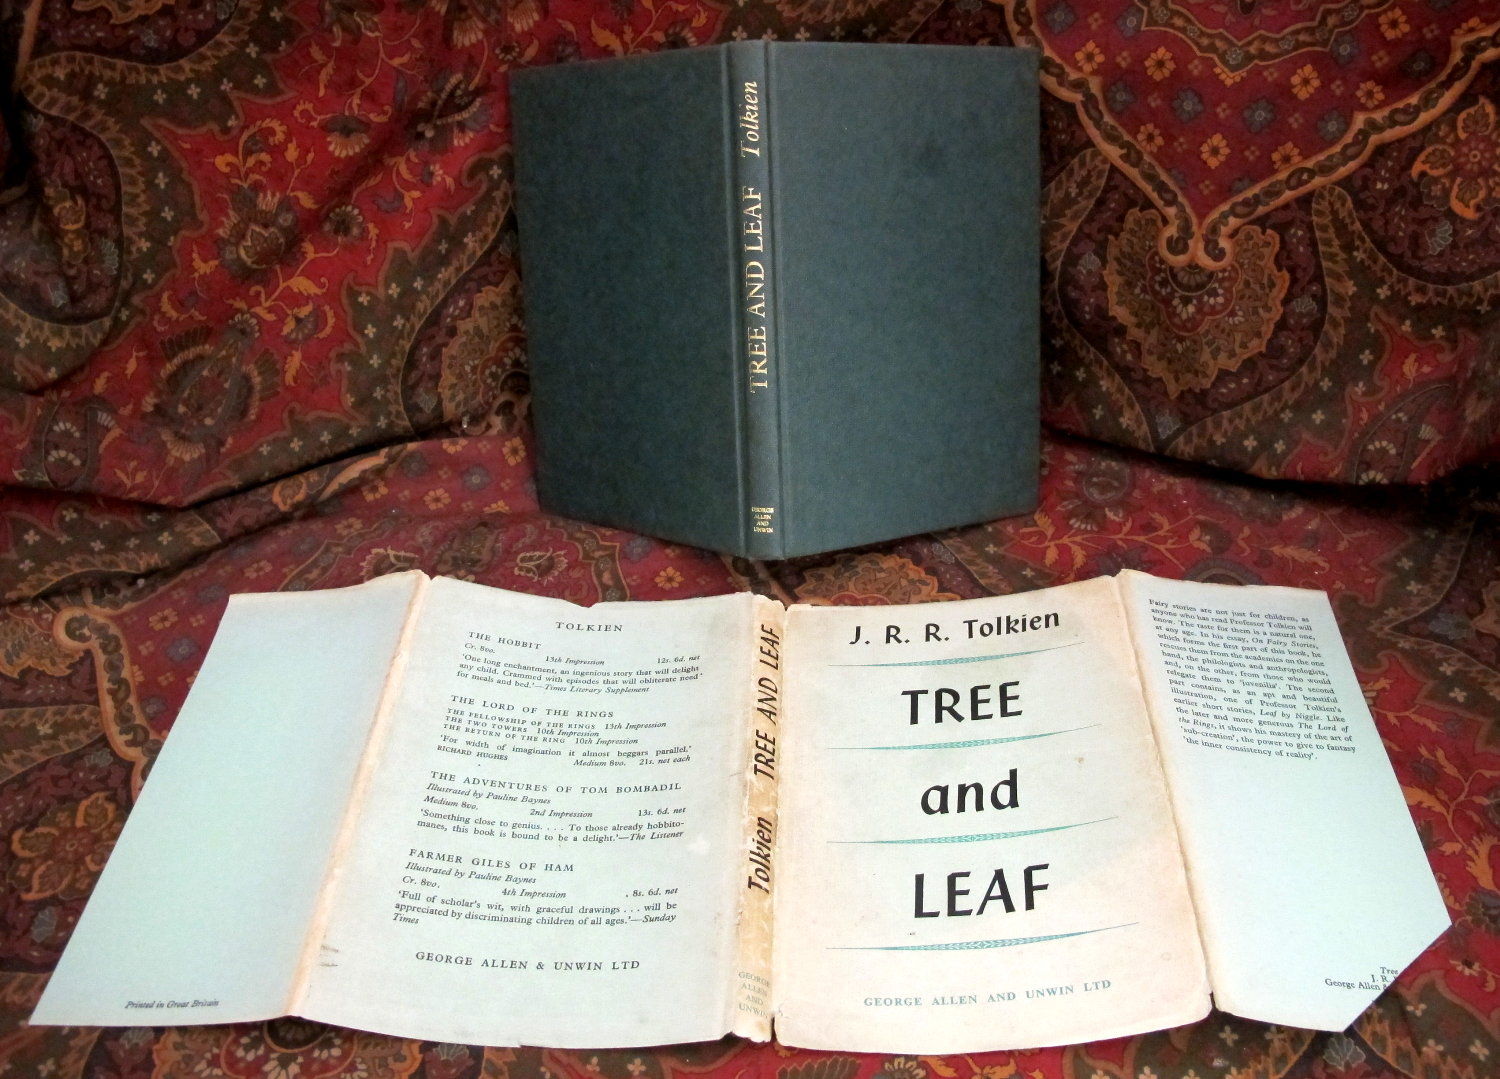 TREE AND LEAF Tolkien
GEORGE
ALLEN
AND
UNWIN
Printed in Great Britain
TOLKIEN
THE HOBBIT
Cr. 8vo. 13th Impression 12s. 6d. net
'One long enchantment, an ingenious story that will delight
any child. Crammed with episodes that will obliterate need
for meals and bed.'—Times Literary Supplement
THE LORD OF THE RINGS
THE FELLOWSHIP OF THE RINGS 13th Impression
THE TWO TOWERS 10th Impression
THE RETURN OF THE RING 10th Impression
'For width of imagination it almost beggars parallel.'
RICHARD HUGHES Medium 8vo. 21s. net each
THE ADVENTURES OF TOM BOMBADIL
Illustrated by Pauline Baynes
Medium 8vo. 2nd Impression 13s. 6d. net
'Something close to genius. . . . To those already hobbito-
manes, this book is bound to be a delight.'—The Listener
FARMER GILES OF HAM
Illustrated by Pauline Baynes
Cr. 8vo. 4th Impression 8s. 6d. net
'Full of scholar's wit, with graceful drawings . . . will be
appreciated by discriminating children of all ages.'—Sunday
Times
GEORGE ALLEN & UNWIN LTD
Tolkien TREE AND LEAF
GEORGE
ALLEN
AND
UNWIN
J. R. R. Tolkien
TREE
and
LEAF
GEORGE ALLEN AND UNWIN LTD
Fairy stories are not just for children, as
anyone who has read Professor Tolkien will
know. The taste for them is a natural one,
at any age. In his essay, On Fairy Stories,
which forms the first part of this book, he
rescues them from the academics on the one
hand, the philologists and anthropologists,
and, on the other, from those who would
relegate them to 'juvenilia'. The second
part contains, as an apt and beautiful
illustration, one of Professor Tolkien's
earlier short stories, Leaf by Niggle. Like
the later and more generous The Lord of
the Rings, it shows his mastery of the art of
'sub-creation', the power to give to fantasy
'the inner consistency of reality'.
Tree
J. R.
George Allen &